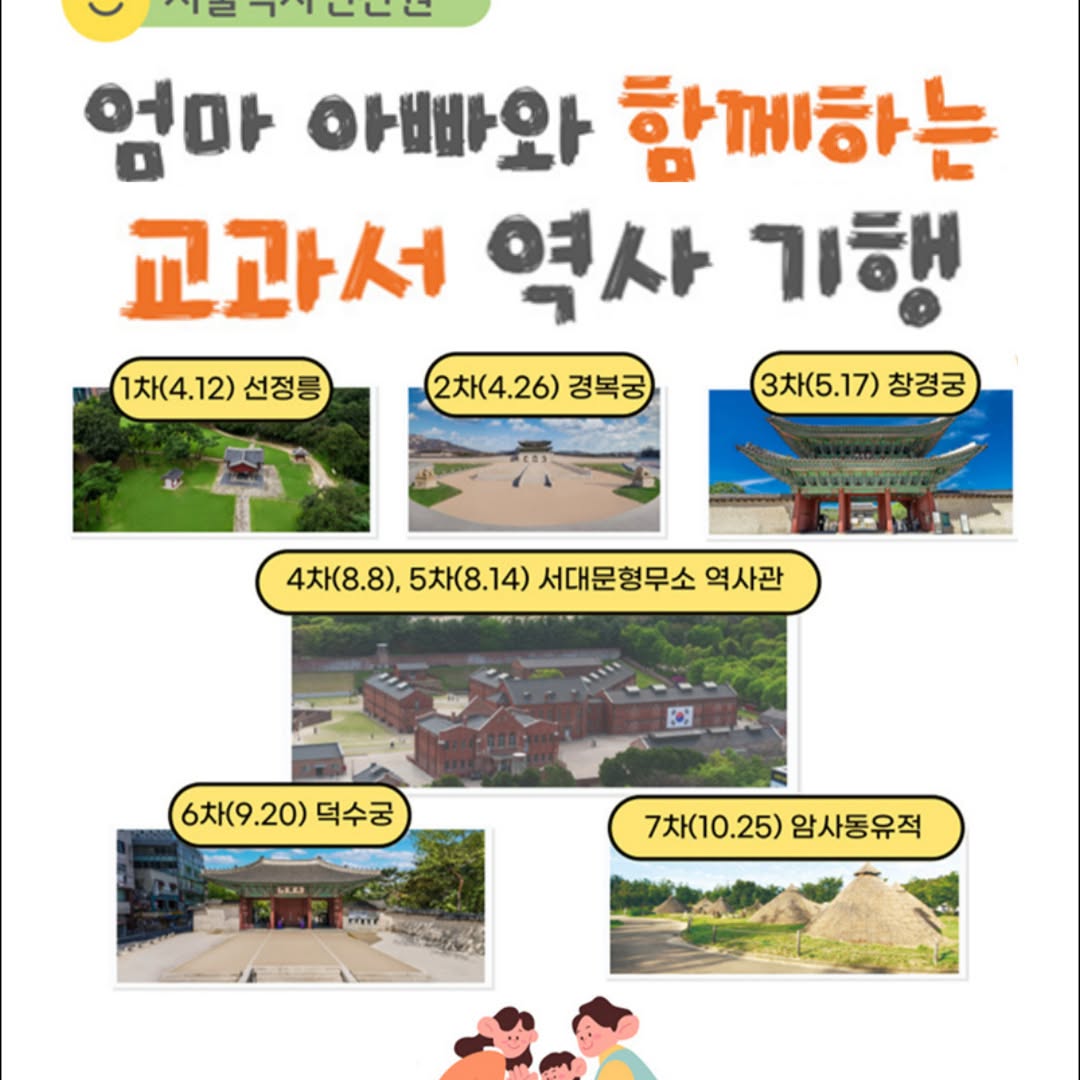 엄마 아빠와 함께하는
교과서 역사 기행
1차(4.12) 선정릉
2차(4.26) 경복궁
3차(5.17) 창경궁
4차(8.8), 5차(8.14) 서대문형무소 역사관
6차(9.20) 덕수궁
7차(10.25) 암사동유적